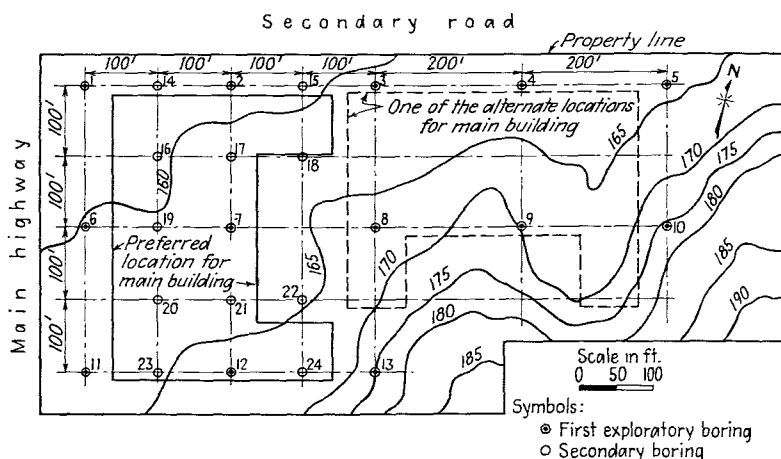 Secondary road
Property line
100' 100' 100' 100' 200' 200'
1 14 2 15 3 4 5
N
One of the alternate locations
for main building
100'
165
16 17 18
170
175
180
160
100'
6 19 7 8 9 10
Main highway
Preferred
location for
main building
165
170
185
175
190
100'
20 21 22
180
100'
185
11 23 12 24 13
Scale in ft.
0 50 100
Symbols:
First exploratory boring
Secondary boring